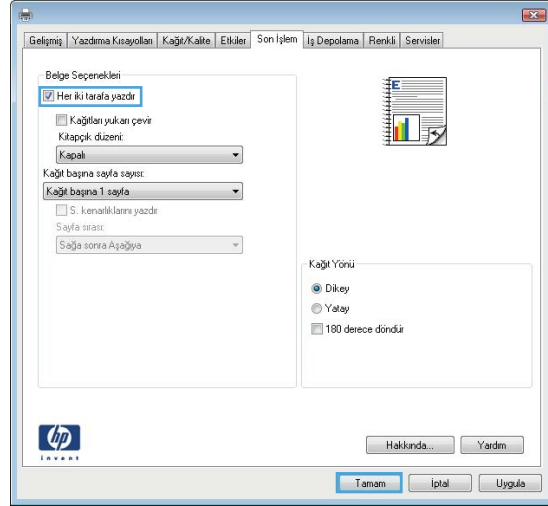 Gelişmiş Yazdırma Kısayolları Kağıt/Kalite Etkiler Son İşlem İş Depolama Renkli Servisler
Belge Seçenekleri
Her iki tarafa yazdır
Kağıtları yukarı çevir
Kitapçık düzeni:
Kapalı
Kağıt başına sayfa sayısı:
Kağıt başına 1 sayfa
S. kenarlıklarını yazdır
Sayfa sırası:
Sağa sonra Aşağıya
E
Kağıt Yönü
Dikey
Yatay
180 derece döndür
hp
invent
Hakkında... Yardım
Tamam İptal Uygula